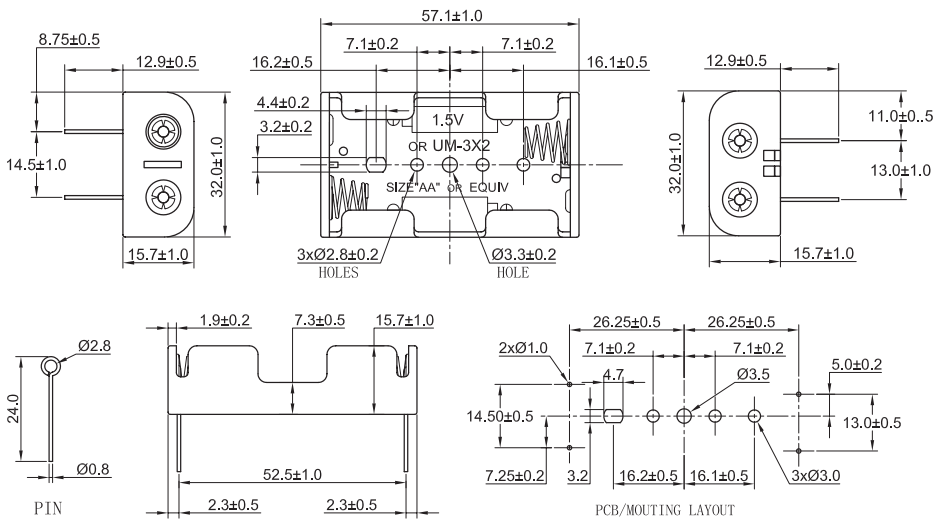 57.1±1.0
8.75±0.5
7.1±0.2
7.1±0.2
12.9±0.5
16.2±0.5
16.1±0.5
12.9±0.5
4.4±0.2
3.2±0.2
1.5V
OR UM-3X2
SIZE"AA" OR EQUIV
14.5±1.0
32.0±1.0
32.0±1.0
11.0±0..5
13.0±1.0
15.7±1.0
3xØ2.8±0.2
HOLES
Ø3.3±0.2
HOLE
15.7±1.0
1.9±0.2
7.3±0.5
15.7±1.0
26.25±0.5
26.25±0.5
Ø2.8
2xØ1.0
7.1±0.2
7.1±0.2
5.0±0.2
4.7
Ø3.5
24.0
14.50±0.5
13.0±0.5
Ø0.8
52.5±1.0
7.25±0.2
3.2
16.2±0.5
16.1±0.5
3xØ3.0
PIN
2.3±0.5
2.3±0.5
PCB/MOUTING LAYOUT